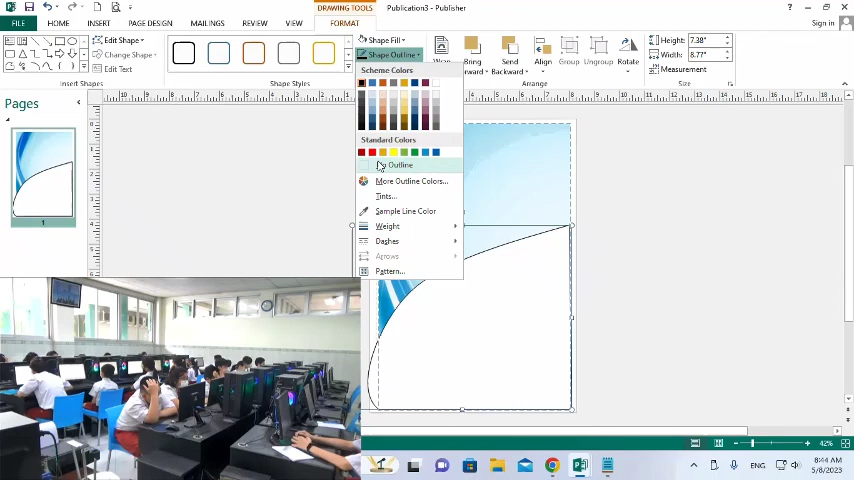 DRAWING TOOLS
Publication3 - Publisher
FILE HOME INSERT PAGE DESIGN MAILINGS REVIEW VIEW FORMAT
Sign in
Edit Shape
Change Shape
Edit Text
Insert Shapes
Shape Styles
Shape Fill
Shape Outline
Wrap
Bring
Forward
Send
Backward
Align
Group
Ungroup
Rotate
Arrange
Height: 7.38"
Width: 8.77"
Measurement
Size
Pages
1
Scheme Colors
Standard Colors
Outline
More Outline Colors...
Tints...
Sample Line Color
Weight
Dashes
Arrows
Pattern...
42%
ENG
8:44 AM
5/8/2023